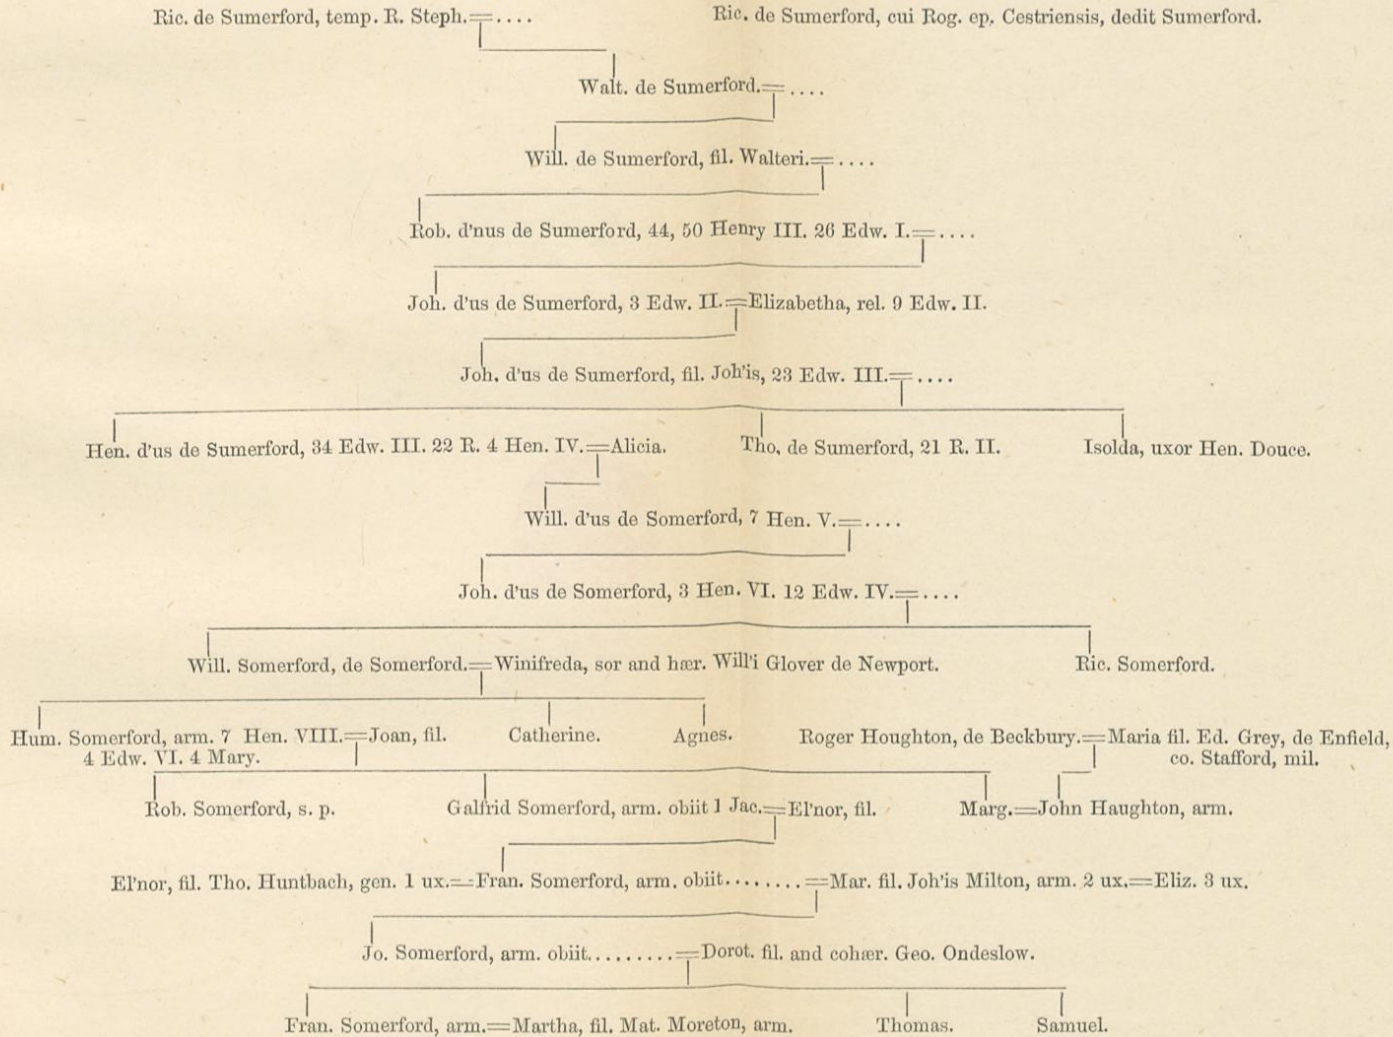 Ric. de Sumerford, temp. R. Steph.=.... Ric. de Sumerford, cui Rog. ep. Cestriensis, dedit Sumerford.
Walt. de Sumerford.=....
Will. de Sumerford, fil. Walteri.=....
Rob. d'nus de Sumerford, 44, 50 Henry III. 26 Edw. I.=....
Joh. d'us de Sumerford, 3 Edw. II.=Elizabetha, rel. 9 Edw. II.
Joh. d'us de Sumerford, fil. Joh'is, 23 Edw. III.=....
Hen. d'us de Sumerford, 34 Edw. III. 22 R. 4 Hen. IV.=Alicia. Tho. de Sumerford, 21 R. II. Isolda, uxor Hen. Douce.
Will. d'us de Somerford, 7 Hen. V.=....
Joh. d'us de Somerford, 3 Hen. VI. 12 Edw. IV.=....
Will. Somerford, de Somerford.=Winifreda, sor and hær. Will'i Glover de Newport. Ric. Somerford.
Hum. Somerford, arm. 7 Hen. VIII.=Joan, fil. Catherine. Agnes. Roger Houghton, de Beckbury.=Maria fil. Ed. Grey, de Enfield,
4 Edw. VI. 4 Mary. co. Stafford, mil.
Rob. Somerford, s. p. Galfrid Somerford, arm. obiit 1 Jac.=El'nor, fil. Marg.=John Haughton, arm.
El'nor, fil. Tho. Huntbach, gen. 1 ux.=Fran. Somerford, arm. obiit........=Mar. fil. Joh'is Milton, arm. 2 ux.=Eliz. 3 ux.
Jo. Somerford, arm. obiit.........=Dorot. fil. and cohær. Geo. Ondeslow.
Fran. Somerford, arm.=Martha, fil. Mat. Moreton, arm. Thomas. Samuel.